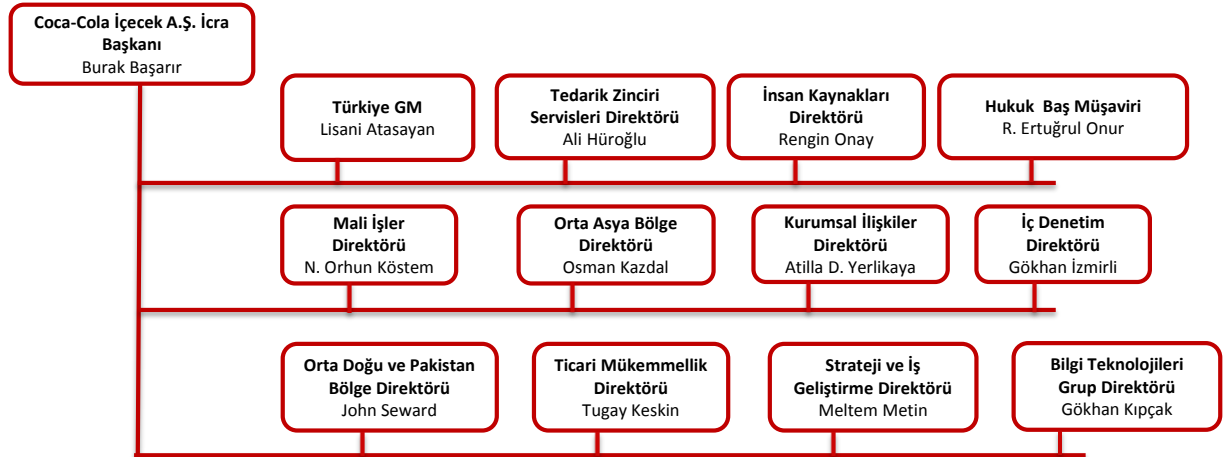 Coca-Cola İçecek A.Ş. İcra
Başkanı
Burak Başarır
Türkiye GM
Lisani Atasayan
Tedarik Zinciri
Servisleri Direktörü
Ali Hüroğlu
İnsan Kaynakları
Direktörü
Rengin Onay
Hukuk Baş Müşaviri
R. Ertuğrul Onur
Mali İşler
Direktörü
N. Orhun Köstem
Orta Asya Bölge
Direktörü
Osman Kazdal
Kurumsal İlişkiler
Direktörü
Atilla D. Yerlikaya
İç Denetim
Direktörü
Gökhan İzmirli
Orta Doğu ve Pakistan
Bölge Direktörü
John Seward
Ticari Mükemmellik
Direktörü
Tugay Keskin
Strateji ve İş
Geliştirme Direktörü
Meltem Metin
Bilgi Teknolojileri
Grup Direktörü
Gökhan Kıpçak